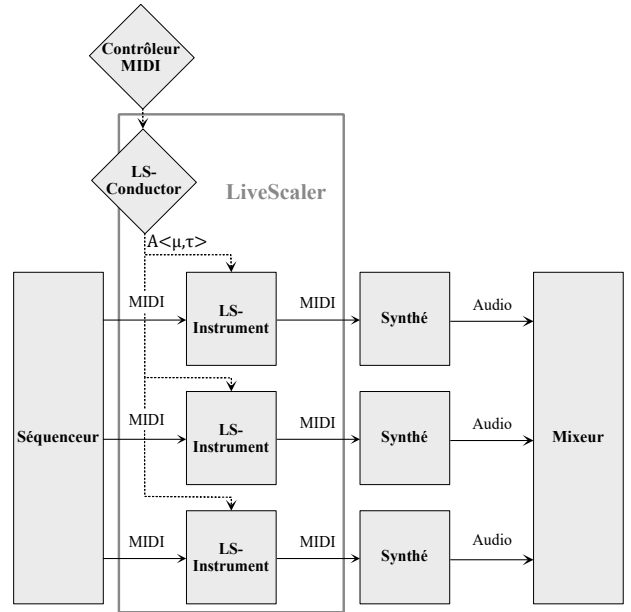 Contrôleur
MIDI
LS-
Conductor
LiveScaler
A<μ,τ>
MIDI
LS-
Instrument
MIDI
Synthé
Audio
Séquenceur
MIDI
LS-
Instrument
MIDI
Synthé
Audio
Mixeur
MIDI
LS-
Instrument
MIDI
Synthé
Audio